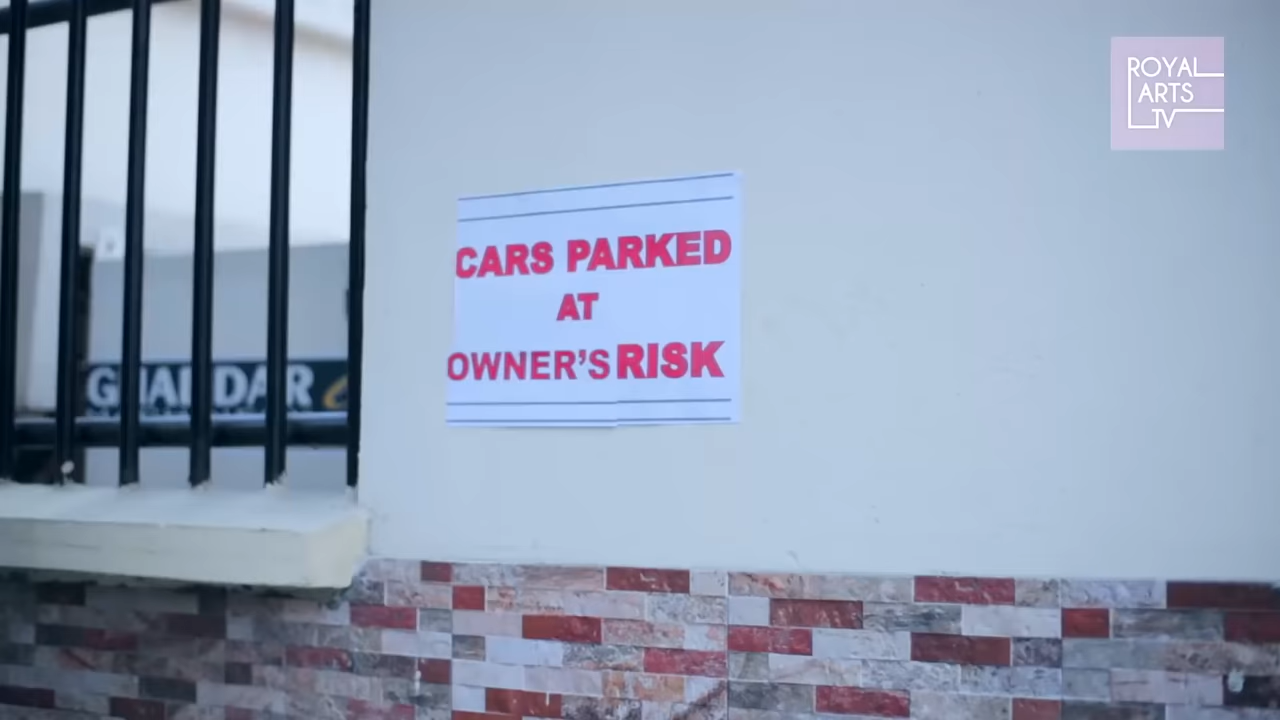 ROYAL
ARTS
TV
CARS PARKED
AT
OWNER'S RISK